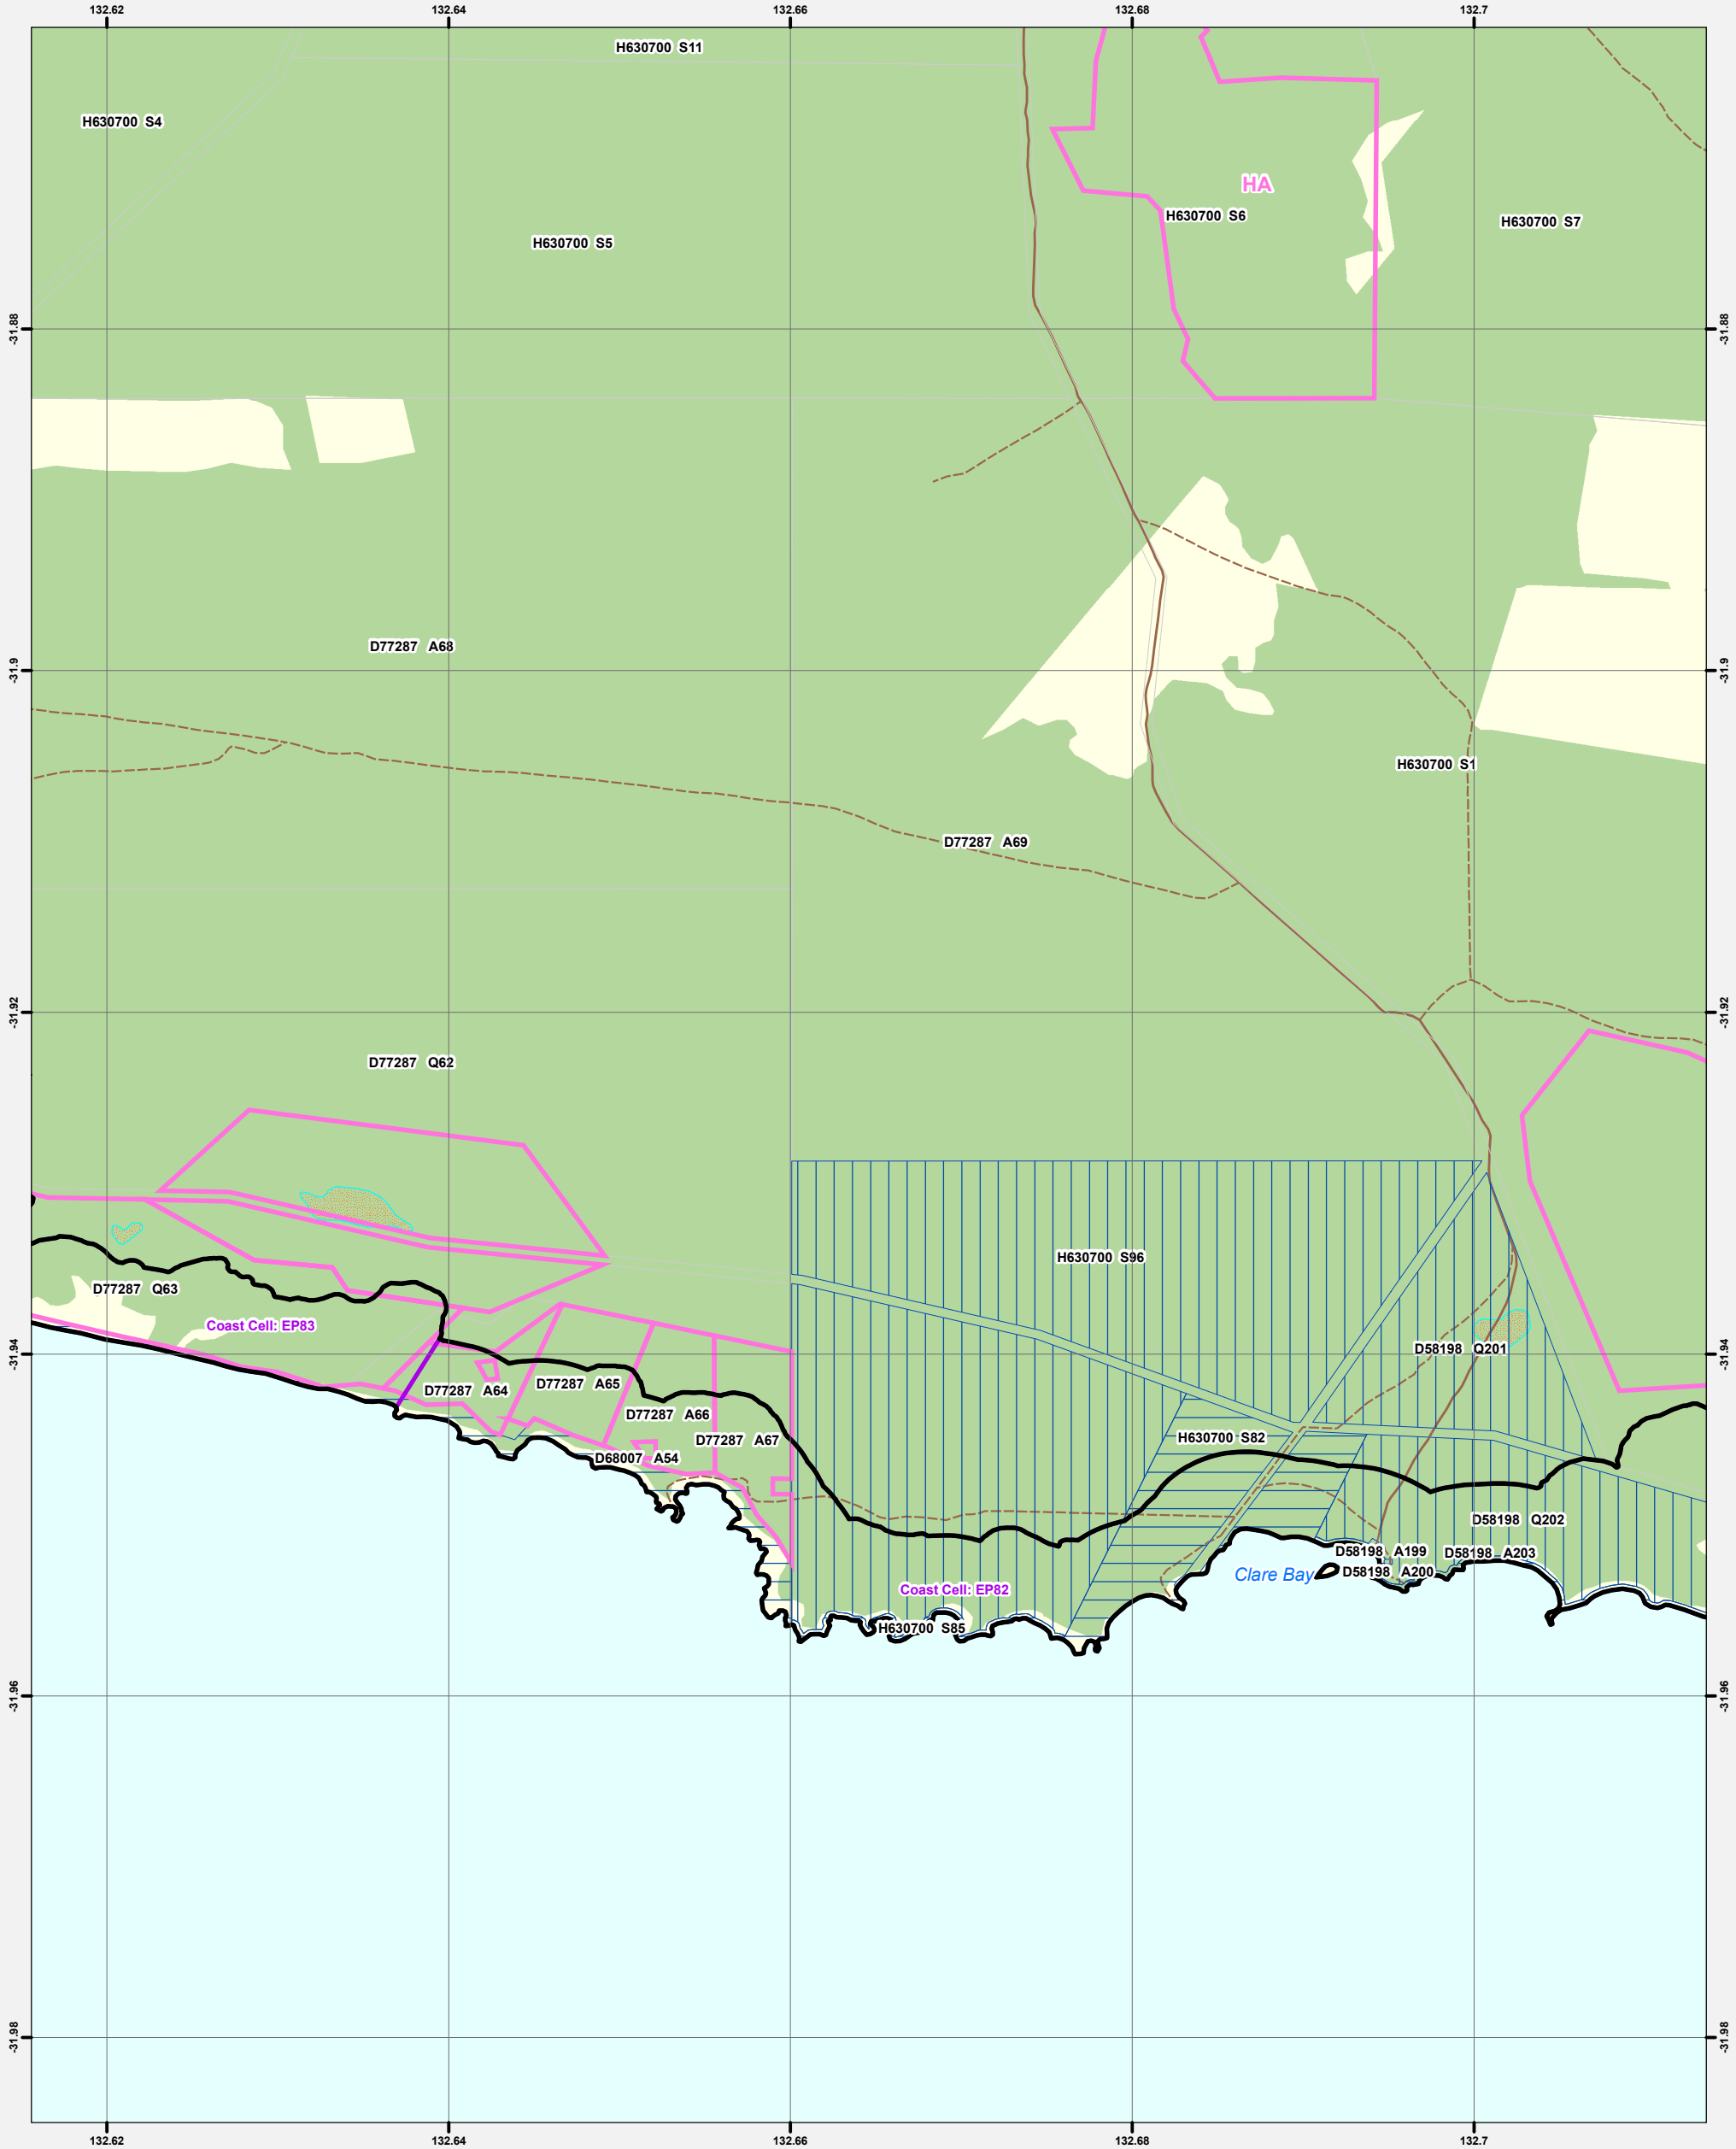 132.62 132.64 132.66 132.68 132.7
H630700 S11
H630700 S4
HA
H630700 S6
H630700 S7
H630700 S5
-31.88 -31.88
D77287 A68
-31.9 -31.9
H630700 S1
D77287 A69
-31.92 -31.92
D77287 Q62
H630700 S96
D77287 Q63
Coast Cell: EP83
D58198 Q201
-31.94 -31.94
D77287 A65
D77287 A64
D77287 A66
H630700 S82
D77287 A67
D68007 A54
D58198 Q202
D58198 A199
D58198 A203
D58198 A200
Clare Bay
Coast Cell: EP82
H630700 S85
-31.96 -31.96
-31.98 -31.98
132.62 132.64 132.66 132.68 132.7